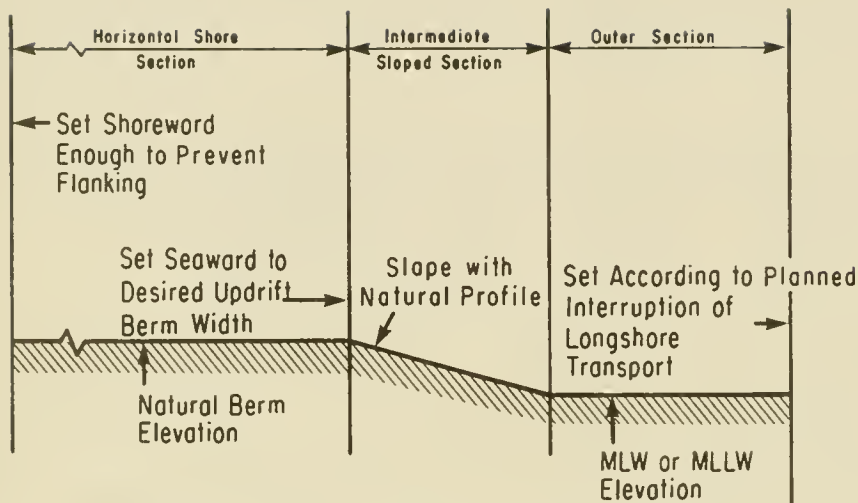 Horizontal Shore
Section
Intermediate
Sloped Section
Outer Section
Set Shoreward
Enough to Prevent
Flanking
Set Seaward to
Desired Updrift
Berm Width
Slope with
Natural Profile
Set According to Planned
Interruption of
Longshore
Transport
Natural Berm
Elevation
MLW or MLLW
Elevation